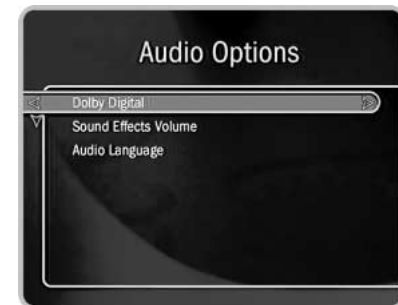 Audio Options
Dolby Digital
Sound Effects Volume
Audio Language